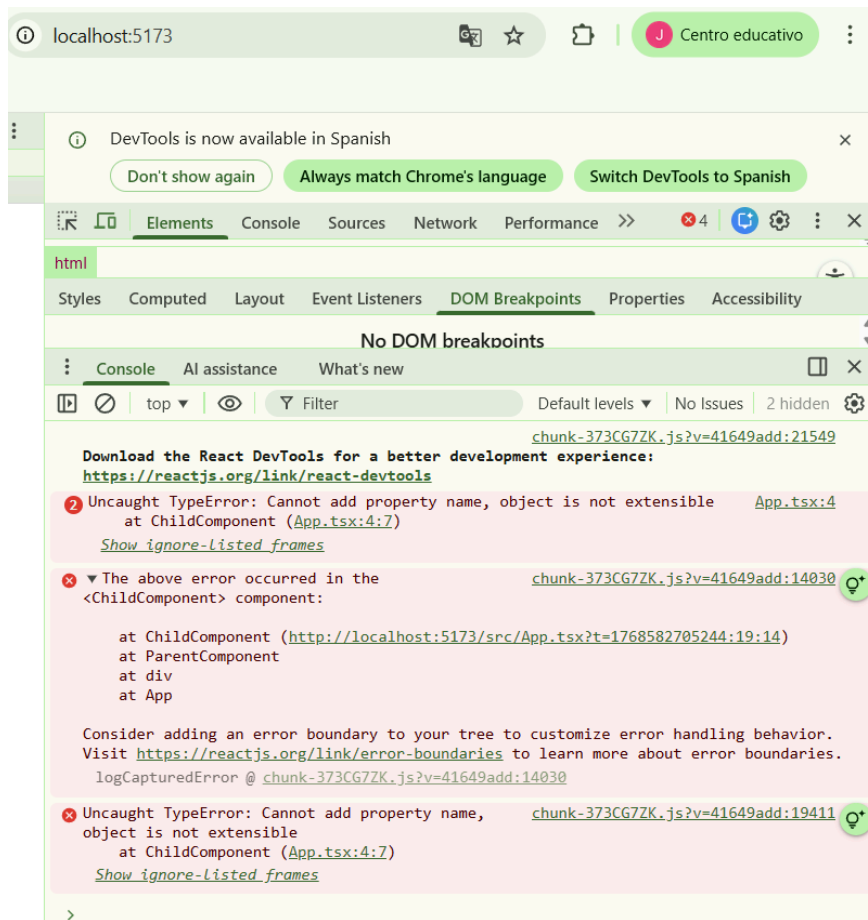 localhost:5173
J Centro educativo
DevTools is now available in Spanish
Don't show again
Always match Chrome's language
Switch DevTools to Spanish
Elements Console Sources Network Performance 4
html
Styles Computed Layout Event Listeners DOM Breakpoints Properties Accessibility
No DOM breakpoints
Console AI assistance What's new
top Filter Default levels No Issues 2 hidden
chunk-373CG7ZK.js?v=41649add:21549
Download the React DevTools for a better development experience:
https://reactjs.org/link/react-devtools
2 Uncaught TypeError: Cannot add property name, object is not extensible App.tsx:4
at ChildComponent (App.tsx:4:7)
Show ignore-listed frames
The above error occurred in the chunk-373CG7ZK.js?v=41649add:14030
<ChildComponent> component:
at ChildComponent (http://localhost:5173/src/App.tsx?t=1768582705244:19:14)
at ParentComponent
at div
at App
Consider adding an error boundary to your tree to customize error handling behavior.
Visit https://reactjs.org/link/error-boundaries to learn more about error boundaries.
logCapturedError @ chunk-373CG7ZK.js?v=41649add:14030
Uncaught TypeError: Cannot add property name, chunk-373CG7ZK.js?v=41649add:19411
object is not extensible
at ChildComponent (App.tsx:4:7)
Show ignore-listed frames